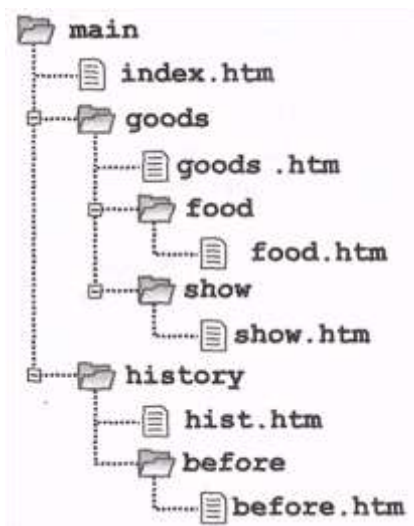 main
index.htm
goods
goods .htm
food
food.htm
show
show.htm
history
hist.htm
before
before.htm